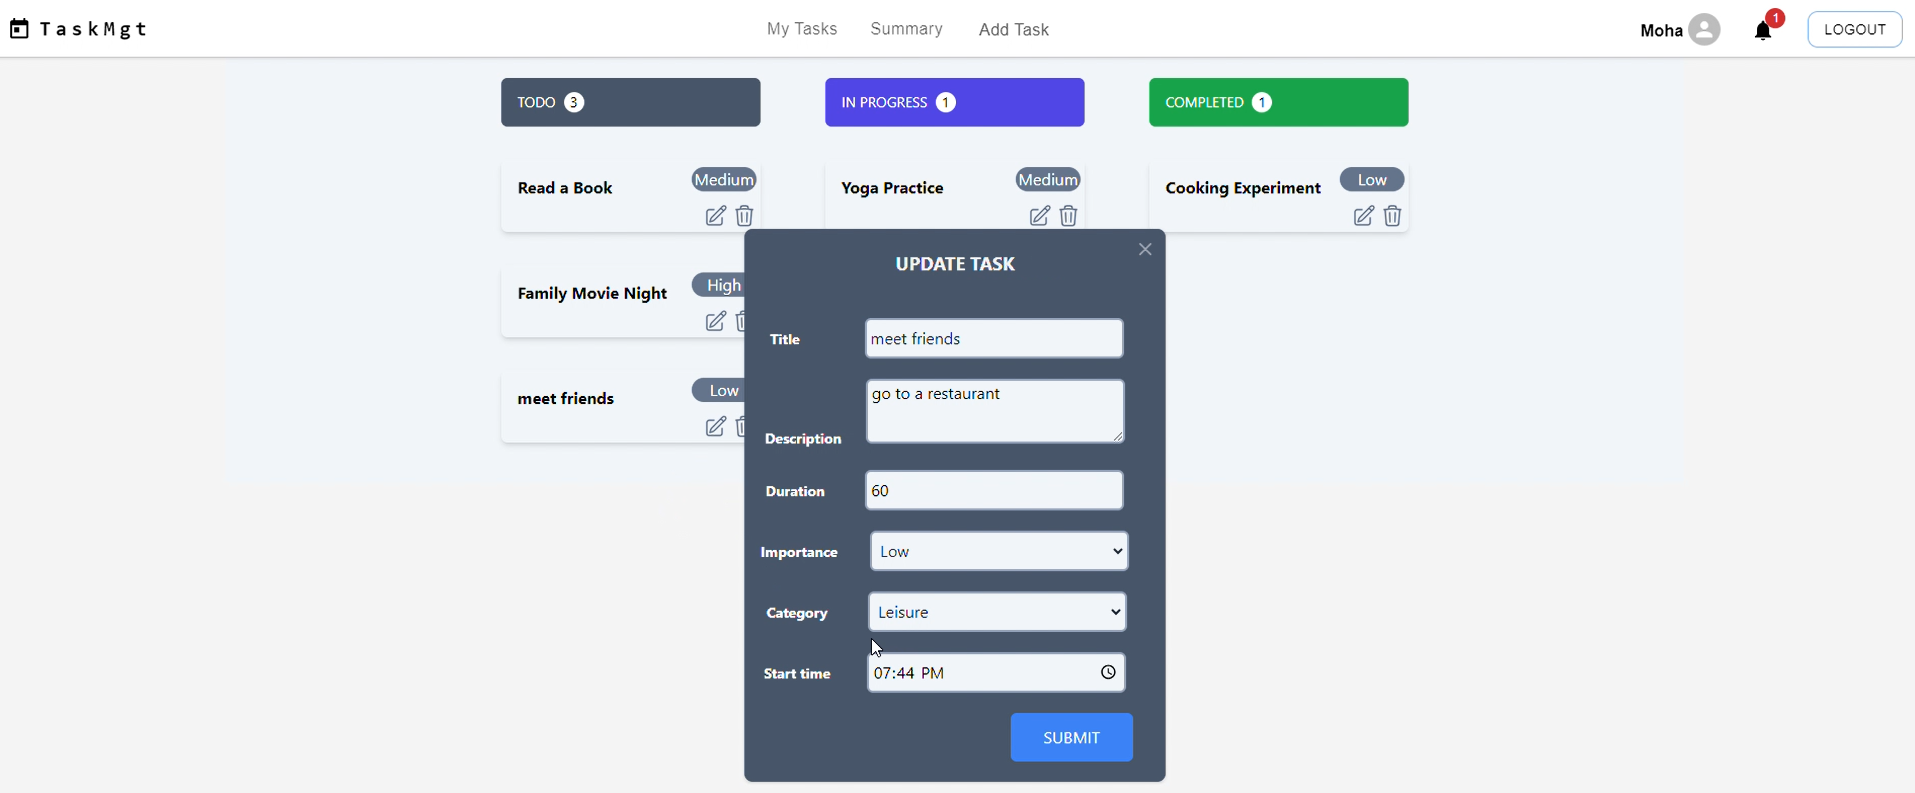 TaskMgt
My Tasks Summary Add Task
Moha 1 LOGOUT
TODO 3
IN PROGRESS 1
COMPLETED 1
Read a Book Medium
Yoga Practice Medium
Cooking Experiment Low
Family Movie Night High
meet friends Low
UPDATE TASK
Title meet friends
Description go to a restaurant
Duration 60
Importance Low
Category Leisure
Start time 07:44 PM
SUBMIT